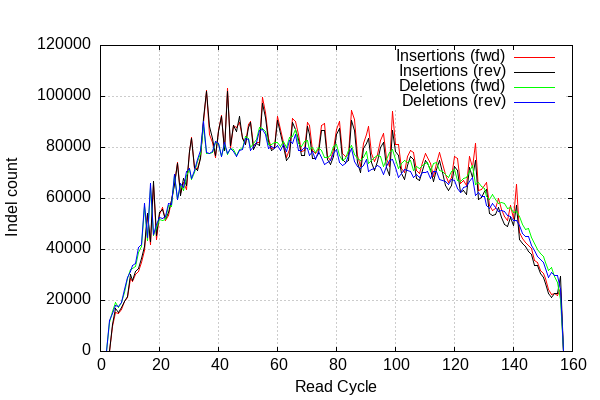 120000
100000
80000
60000
40000
20000
0
Indel count
Insertions (fwd)
Insertions (rev)
Deletions (fwd)
Deletions (rev)
0 20 40 60 80 100 120 140 160
Read Cycle